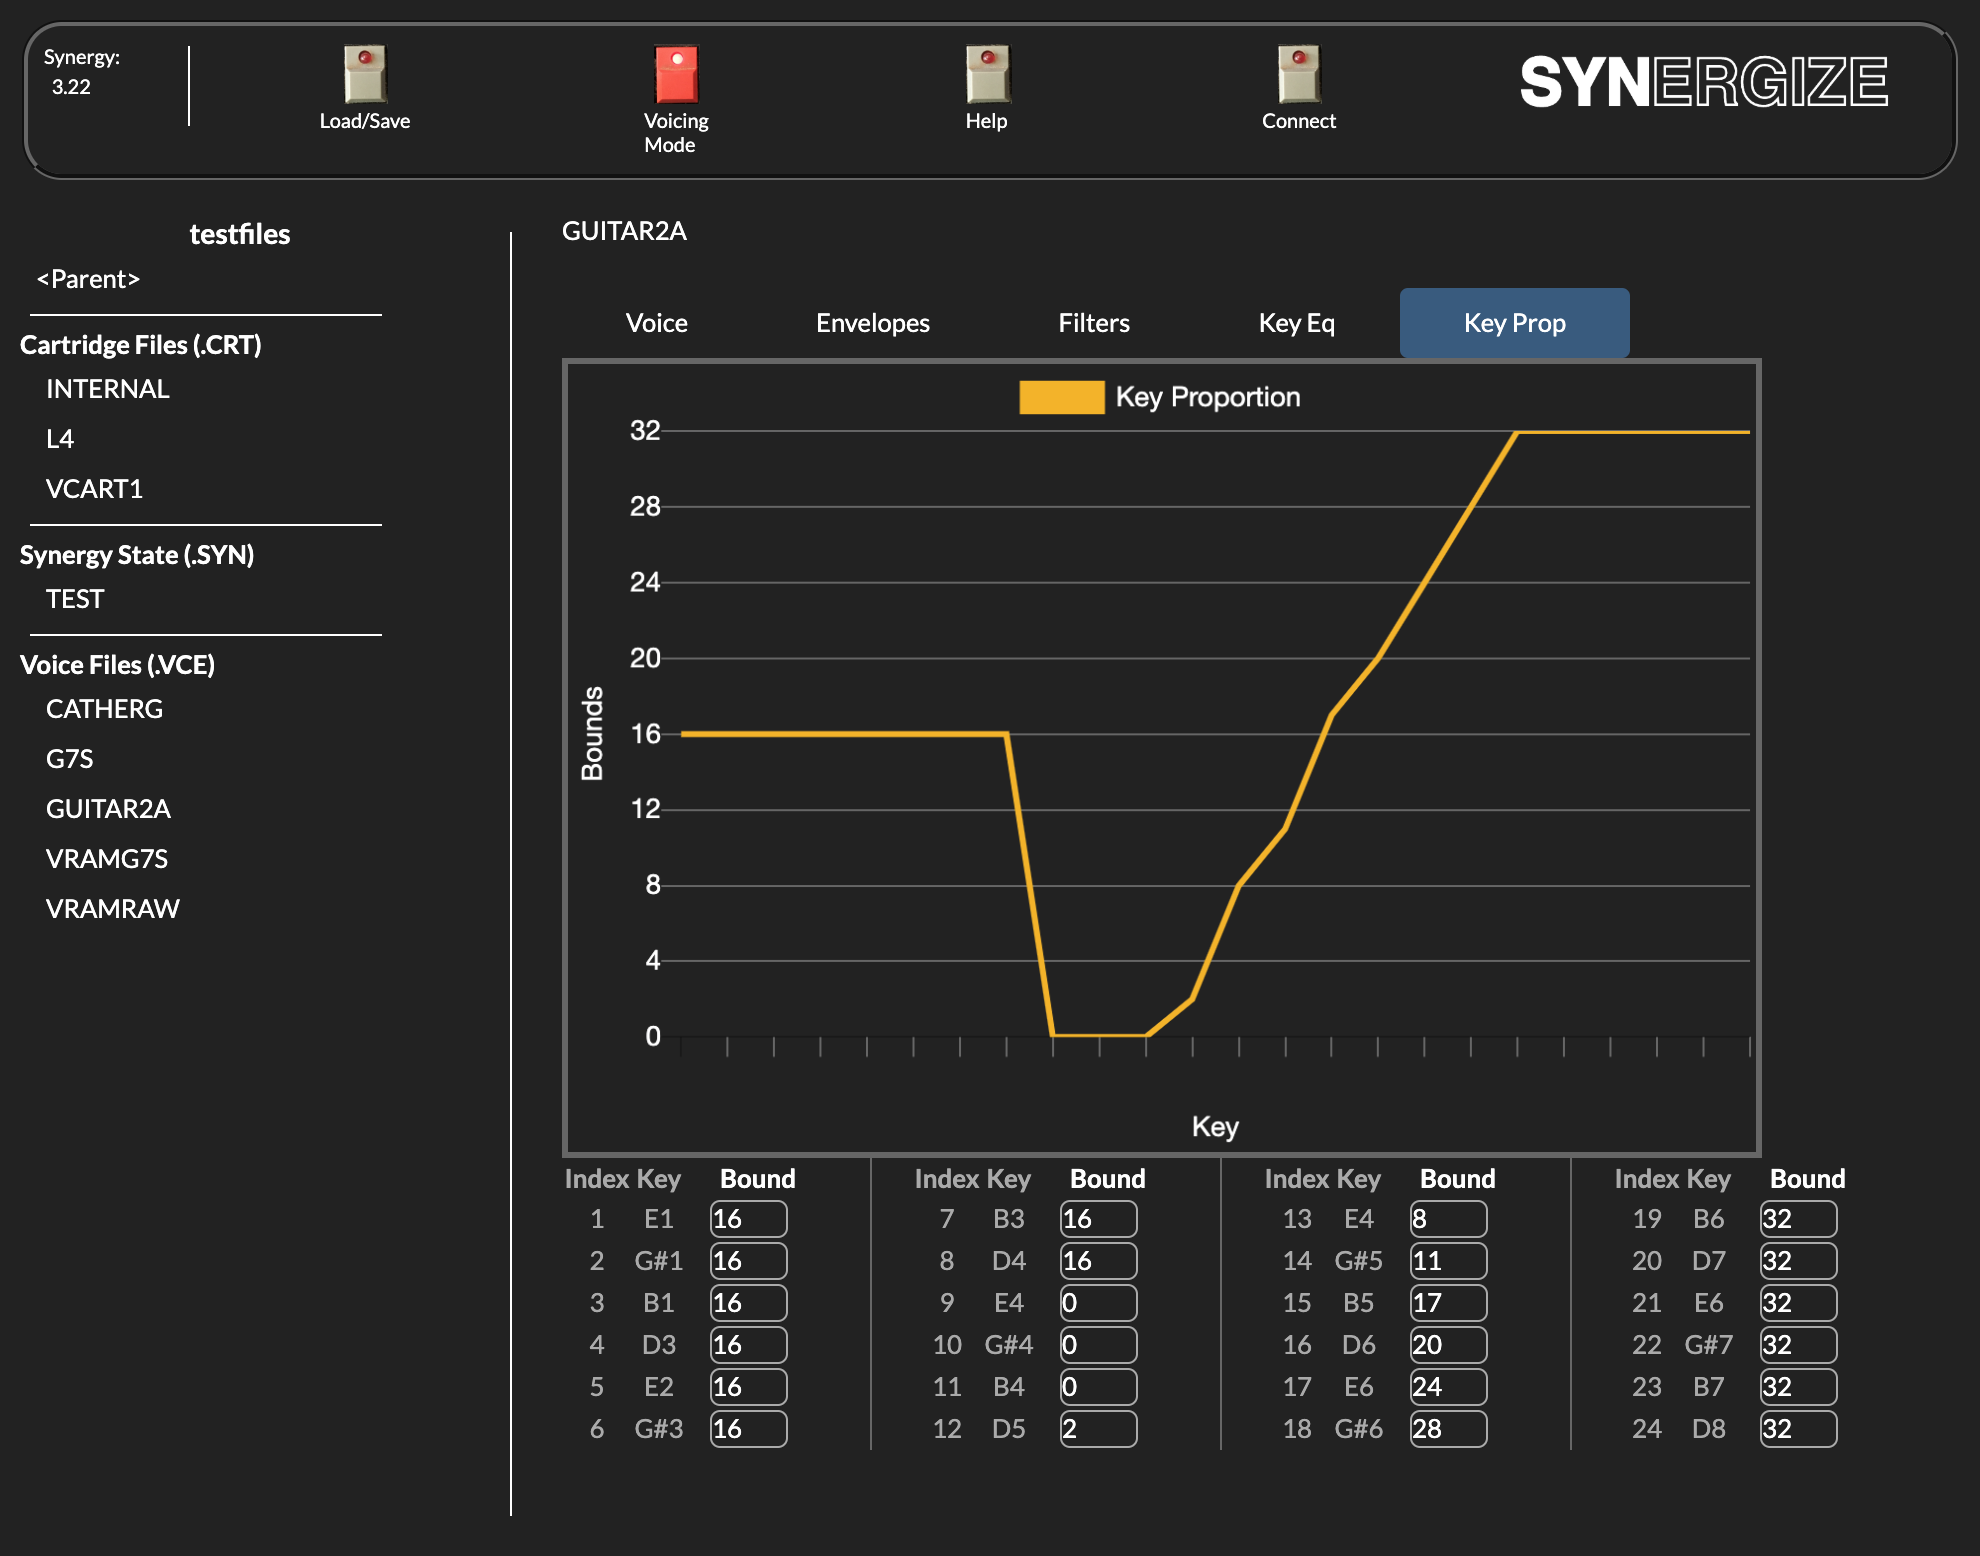 Synergy:
3.22
Load/Save
Voicing
Mode
Help
Connect
SYNERGIZE
testfiles
<Parent>
Cartridge Files (.CRT)
INTERNAL
L4
VCART1
Synergy State (.SYN)
TEST
Voice Files (.VCE)
CATHERG
G7S
GUITAR2A
VRAMG7S
VRAMRAW
GUITAR2A
Voice Envelopes Filters Key Eq Key Prop
Key Proportion
32
28
24
20
16
12
8
4
0
Bounds
Key
Index Key Bound Index Key Bound Index Key Bound Index Key Bound
1 E1 16 7 B3 16 13 E4 8 19 B6 32
2 G#1 16 8 D4 16 14 G#5 11 20 D7 32
3 B1 16 9 E4 0 15 B5 17 21 E6 32
4 D3 16 10 G#4 0 16 D6 20 22 G#7 32
5 E2 16 11 B4 0 17 E6 24 23 B7 32
6 G#3 16 12 D5 2 18 G#6 28 24 D8 32